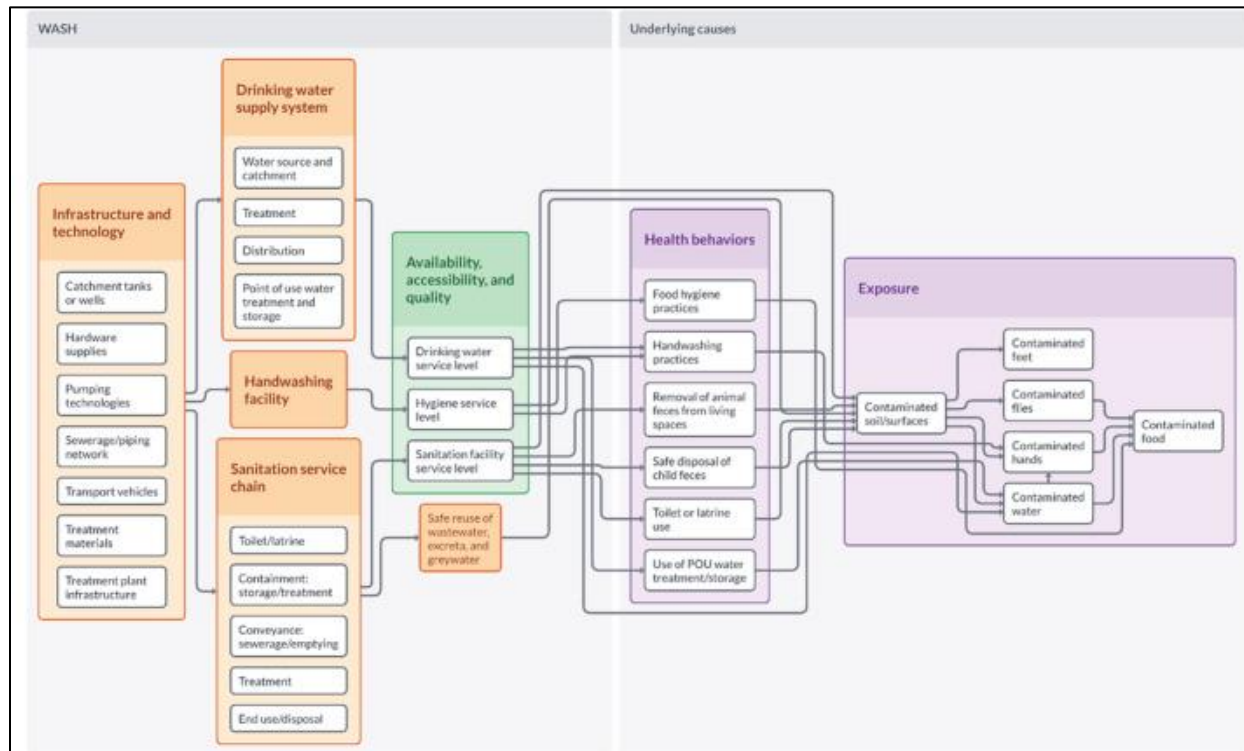 WASH
Underlying causes
Infrastructure and
technology
Catchment tanks
or wells
Hardware
supplies
Pumping
technologies
Sewerage/piping
network
Transport vehicles
Treatment
materials
Treatment plant
infrastructure
Drinking water
supply system
Water source and
catchment
Treatment
Distribution
Point of use water
treatment and
storage
Handwashing
facility
Sanitation service
chain
Toilet/latrine
Containment:
storage/treatment
Conveyance:
sewerage/emptying
Treatment
End use/disposal
Availability,
accessibility, and
quality
Drinking water
service level
Hygiene service
level
Sanitation facility
service level
Safe reuse of
wastewater,
excreta, and
greywater
Health behaviors
Food hygiene
practices
Handwashing
practices
Removal of animal
feces from living
spaces
Safe disposal of
child feces
Toilet or latrine
use
Use of POU water
treatment/storage
Exposure
Contaminated
soil/surfaces
Contaminated
feet
Contaminated
flies
Contaminated
hands
Contaminated
water
Contaminated
food